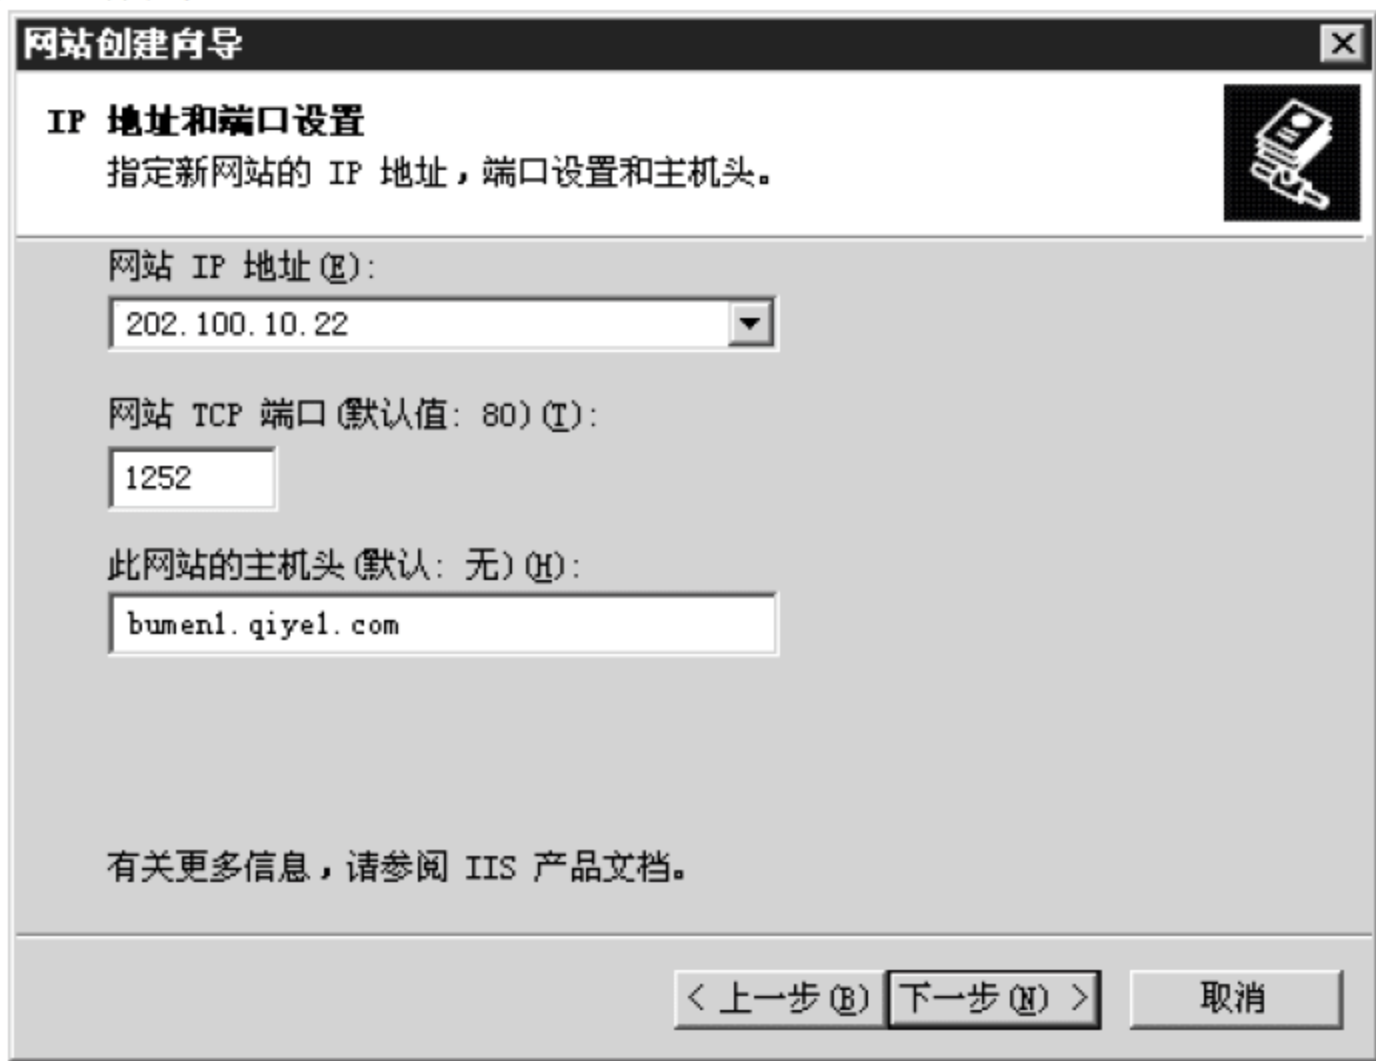 网站创建向导
IP 地址和端口设置
指定新网站的 IP 地址，端口设置和主机头。
网站 IP 地址(E):
202.100.10.22
网站 TCP 端口(默认值: 80)(T):
1252
此网站的主机头(默认: 无)(H):
bumen1.qiye1.com
有关更多信息，请参阅 IIS 产品文档。
< 上一步(B) 下一步(N) > 取消